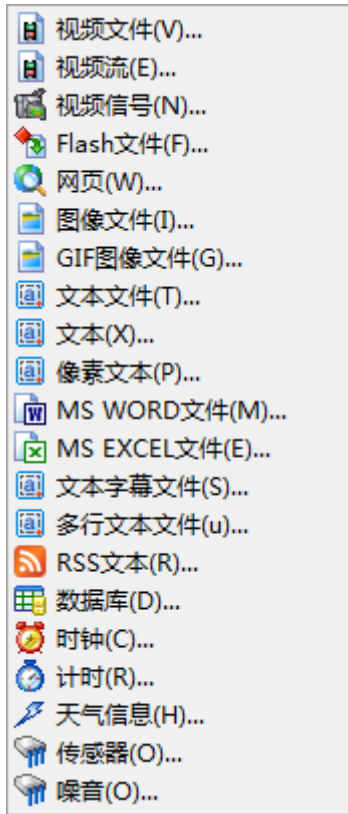 视频文件(V)...
视频流(E)...
视频信号(N)...
Flash文件(F)...
网页(W)...
图像文件(I)...
GIF图像文件(G)...
文本文件(T)...
文本(X)...
像素文本(P)...
MS WORD文件(M)...
MS EXCEL文件(E)...
文本字幕文件(S)...
多行文本文件(u)...
RSS文本(R)...
数据库(D)...
时钟(C)...
计时(R)...
天气信息(H)...
传感器(O)...
噪音(O)...